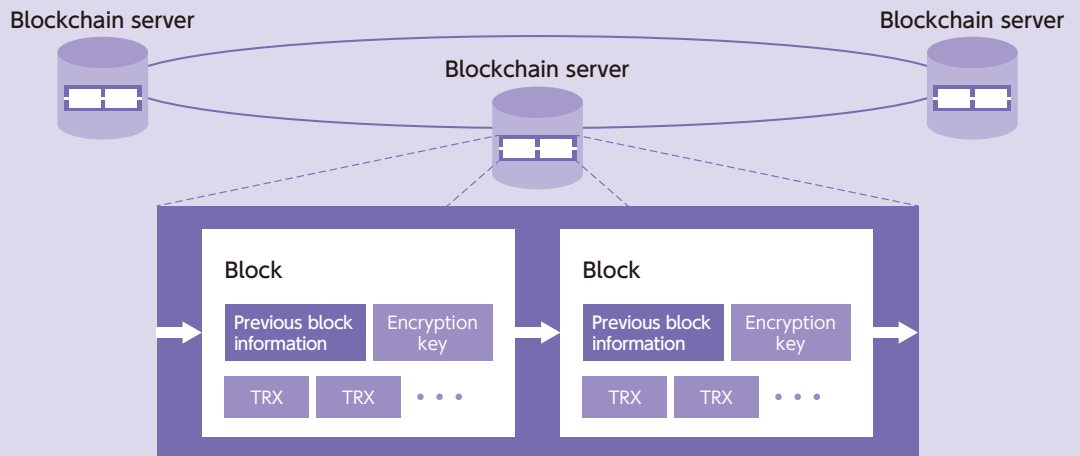 Blockchain server
Blockchain server
Blockchain server
Block
Previous block
information
Encryption
key
TRX
TRX
• • •
Block
Previous block
information
Encryption
key
TRX
TRX
• • •